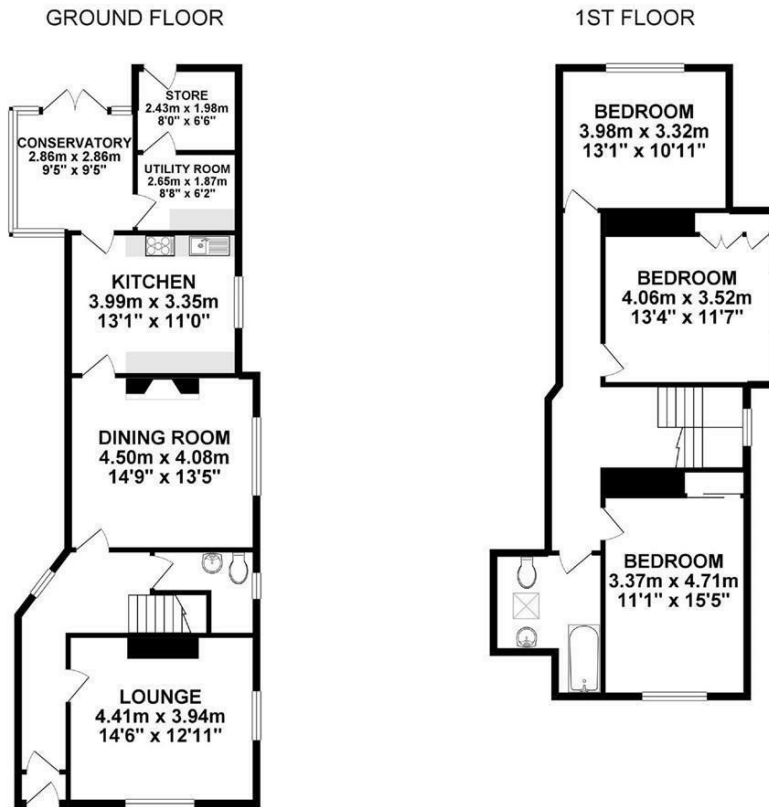 GROUND FLOOR
STORE
2.43m x 1.98m
8'0" x 6'6"
CONSERVATORY
2.86m x 2.86m
9'5" x 9'5"
UTILITY ROOM
2.65m x 1.87m
8'8" x 6'2"
KITCHEN
3.99m x 3.35m
13'1" x 11'0"
DINING ROOM
4.50m x 4.08m
14'9" x 13'5"
LOUNGE
4.41m x 3.94m
14'6" x 12'11"
1ST FLOOR
BEDROOM
3.98m x 3.32m
13'1" x 10'11"
BEDROOM
4.06m x 3.52m
13'4" x 11'7"
BEDROOM
3.37m x 4.71m
11'1" x 15'5"